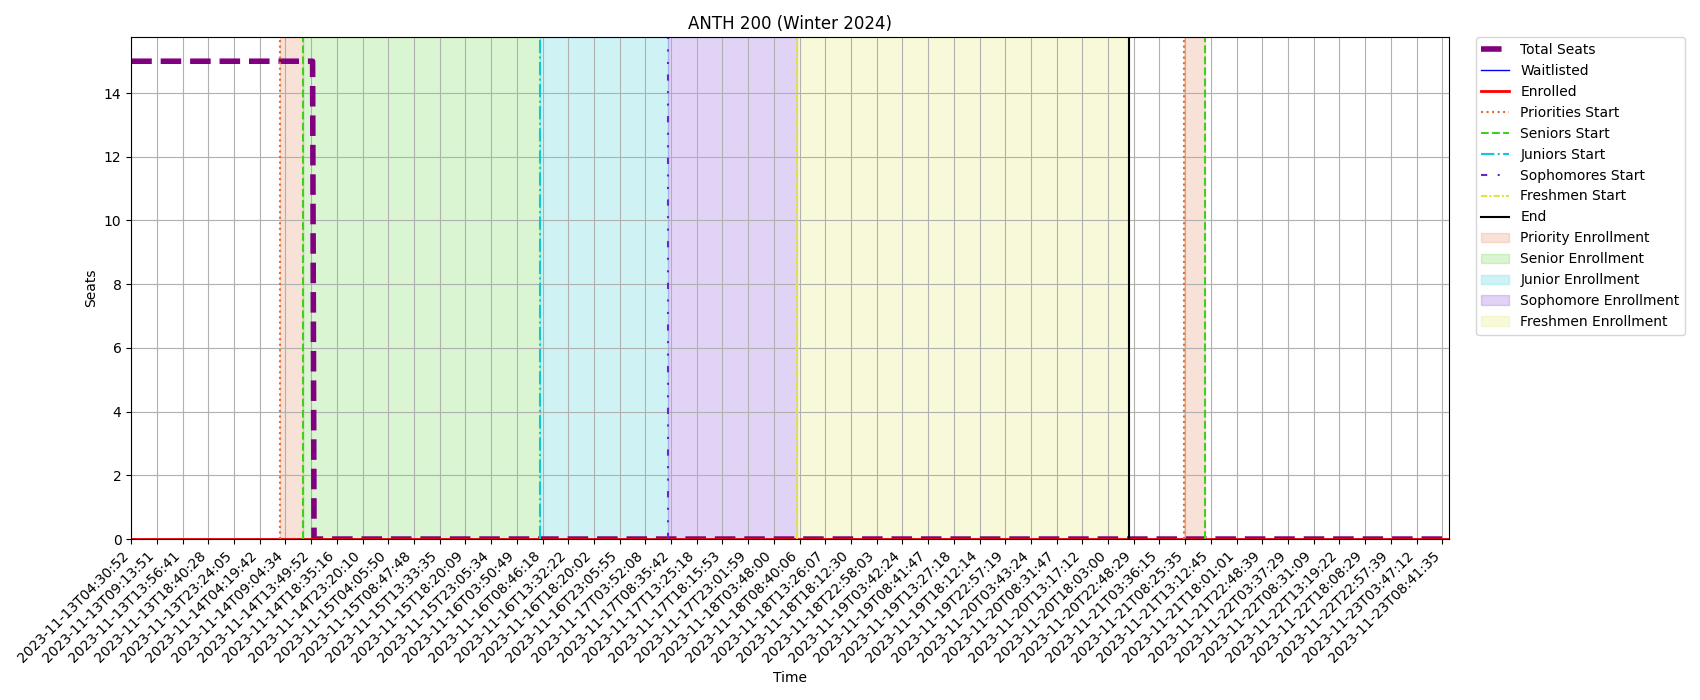 ANTH 200 (Winter 2024)
Seats
14
12
10
8
6
4
2
0
2023-11-13T04:30:52
2023-11-13T09:13:51
2023-11-13T13:56:41
2023-11-13T18:40:28
2023-11-13T23:24:05
2023-11-14T04:19:42
2023-11-14T09:04:34
2023-11-14T13:49:52
2023-11-14T18:35:16
2023-11-14T23:20:10
2023-11-15T04:05:50
2023-11-15T08:47:48
2023-11-15T13:33:35
2023-11-15T18:20:09
2023-11-15T23:05:34
2023-11-16T03:50:49
2023-11-16T08:46:18
2023-11-16T13:32:22
2023-11-16T18:20:02
2023-11-16T23:05:55
2023-11-17T03:52:08
2023-11-17T08:35:42
2023-11-17T13:25:18
2023-11-17T18:15:53
2023-11-17T23:01:59
2023-11-18T03:48:00
2023-11-18T08:40:06
2023-11-18T13:26:07
2023-11-18T18:12:30
2023-11-18T22:58:03
2023-11-19T03:42:24
2023-11-19T08:41:47
2023-11-19T13:27:18
2023-11-19T18:12:14
2023-11-19T22:57:19
2023-11-20T03:43:24
2023-11-20T08:31:47
2023-11-20T13:17:12
2023-11-20T18:03:00
2023-11-20T22:48:29
2023-11-21T03:36:15
2023-11-21T08:25:35
2023-11-21T13:12:45
2023-11-21T18:01:01
2023-11-21T22:48:39
2023-11-22T03:37:29
2023-11-22T08:31:09
2023-11-22T13:19:22
2023-11-22T18:08:29
2023-11-22T22:57:39
2023-11-23T03:47:12
2023-11-23T08:41:35
Time
Total Seats
Waitlisted
Enrolled
Priorities Start
Seniors Start
Juniors Start
Sophomores Start
Freshmen Start
End
Priority Enrollment
Senior Enrollment
Junior Enrollment
Sophomore Enrollment
Freshmen Enrollment